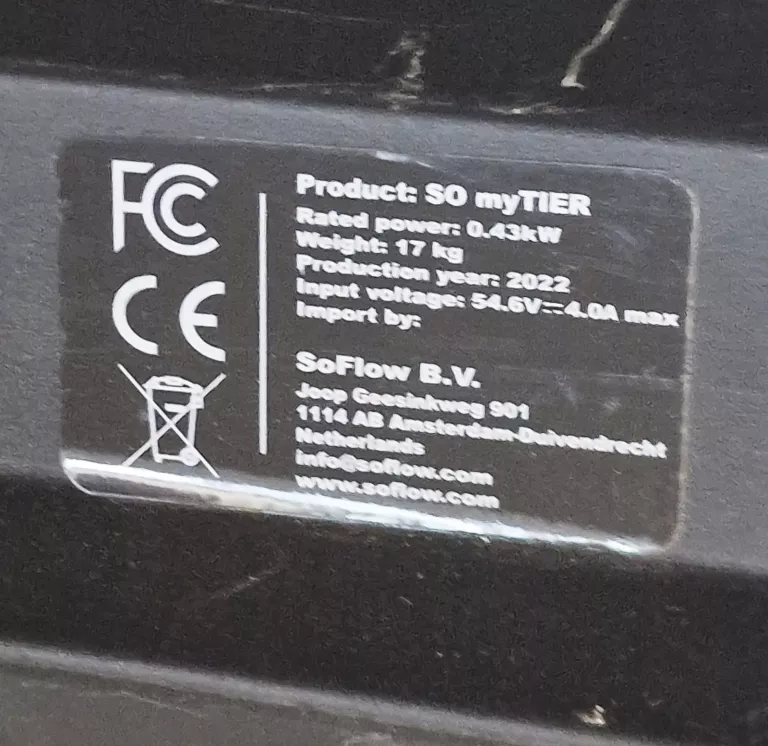 FC
CE
Product: SO myTIER
Rated power: 0.43kW
Weight: 17 kg
Production year: 2022
Input voltage: 54.6V⎓4.0A max
Import by:
SoFlow B.V.
Joop Geesinkweg 901
1114 AB Amsterdam-Duivendrecht
Netherlands
info@soflow.com
www.soflow.com